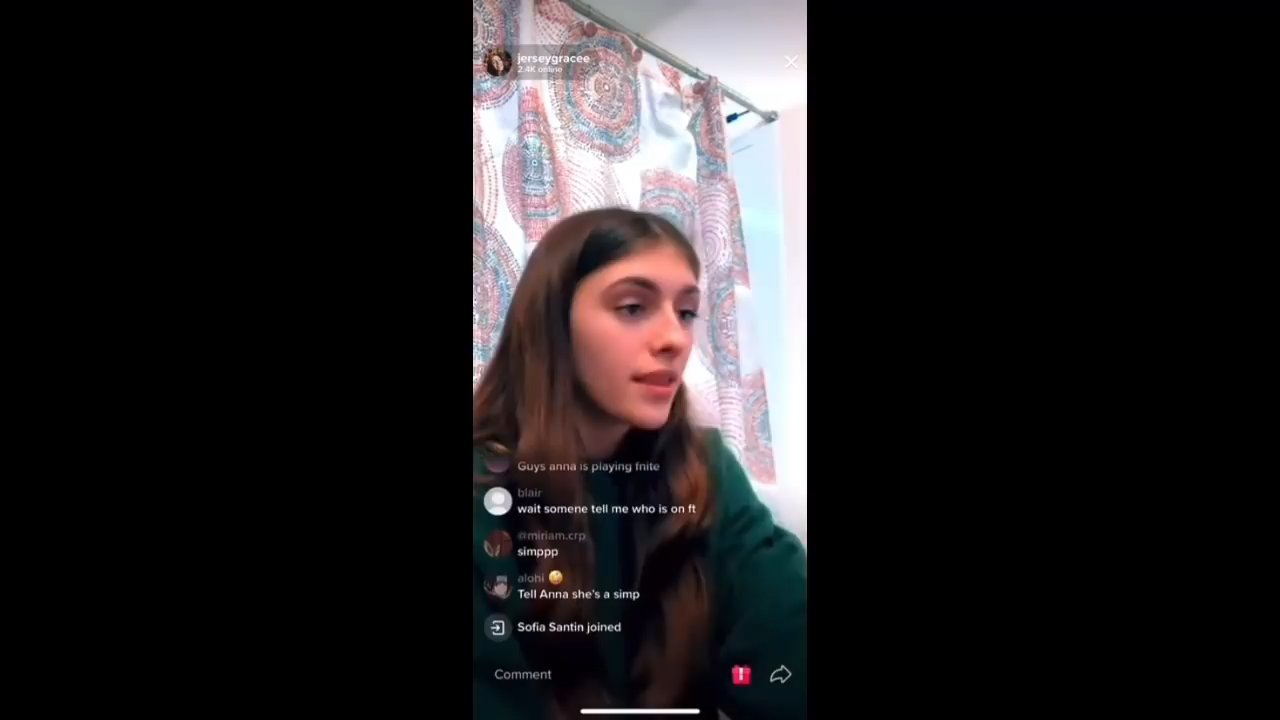 jerseygracee
2.4K online
Guys anna is playing fnite
blair
wait somene tell me who is on ft
@miriam.crp
simppp
alohi 🤪
Tell Anna she's a simp
Sofia Santin joined
Comment